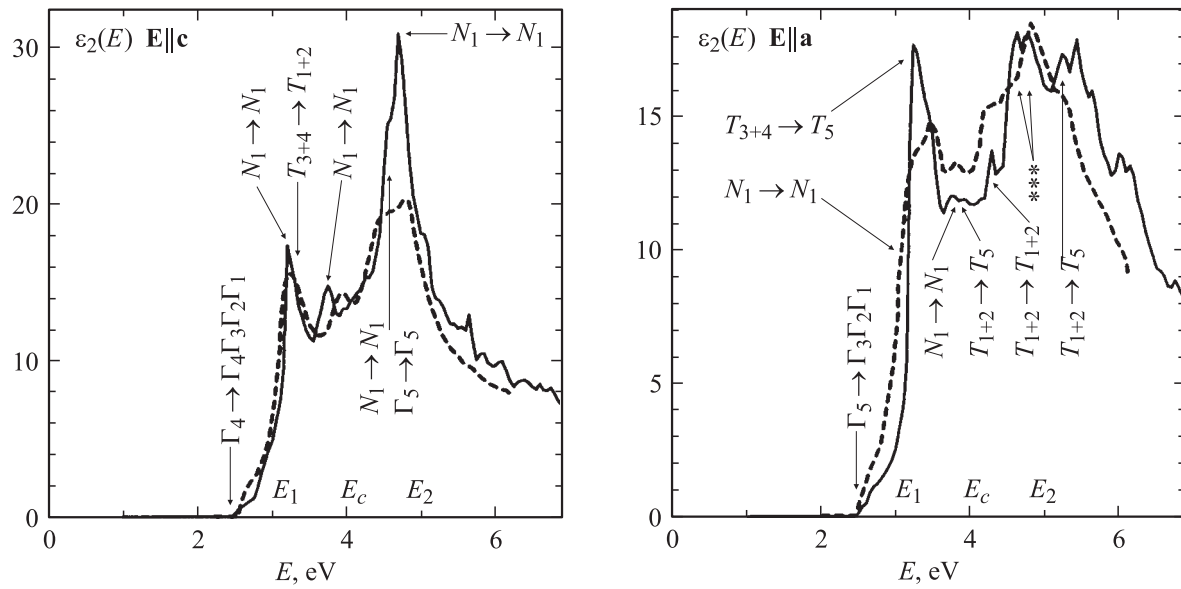 ε₂(E) E∥c
N₁ → N₁
N₁ → N₁
T₃₊₄ → T₁₊₂
N₁ → N₁
Γ₄ → Γ₄Γ₃Γ₂Γ₁
N₁ → N₁
Γ₅ → Γ₅
E₁
E_c
E₂
30
20
10
0
0
2
4
6
E, eV
ε₂(E) E∥a
T₃₊₄ → T₅
N₁ → N₁
Γ₅ → Γ₃Γ₂Γ₁
N₁ → N₁
T₁₊₂ → T₅
T₁₊₂ → T₁₊₂
T₁₊₂ → T₅
***
E₁
E_c
E₂
15
10
5
0
0
2
4
6
E, eV